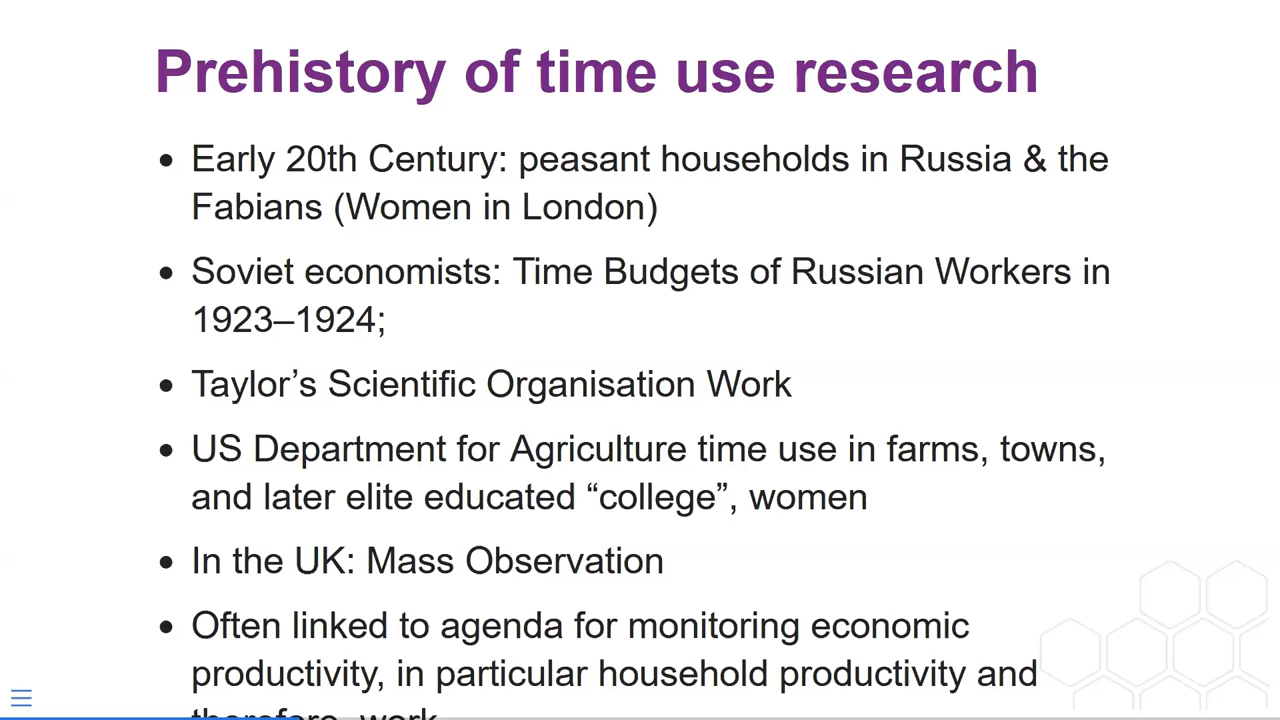 Prehistory of time use research
• Early 20th Century: peasant households in Russia & the
Fabians (Women in London)
• Soviet economists: Time Budgets of Russian Workers in
1923–1924;
• Taylor’s Scientific Organisation Work
• US Department for Agriculture time use in farms, towns,
and later elite educated “college”, women
• In the UK: Mass Observation
• Often linked to agenda for monitoring economic
productivity, in particular household productivity and
therefore, work